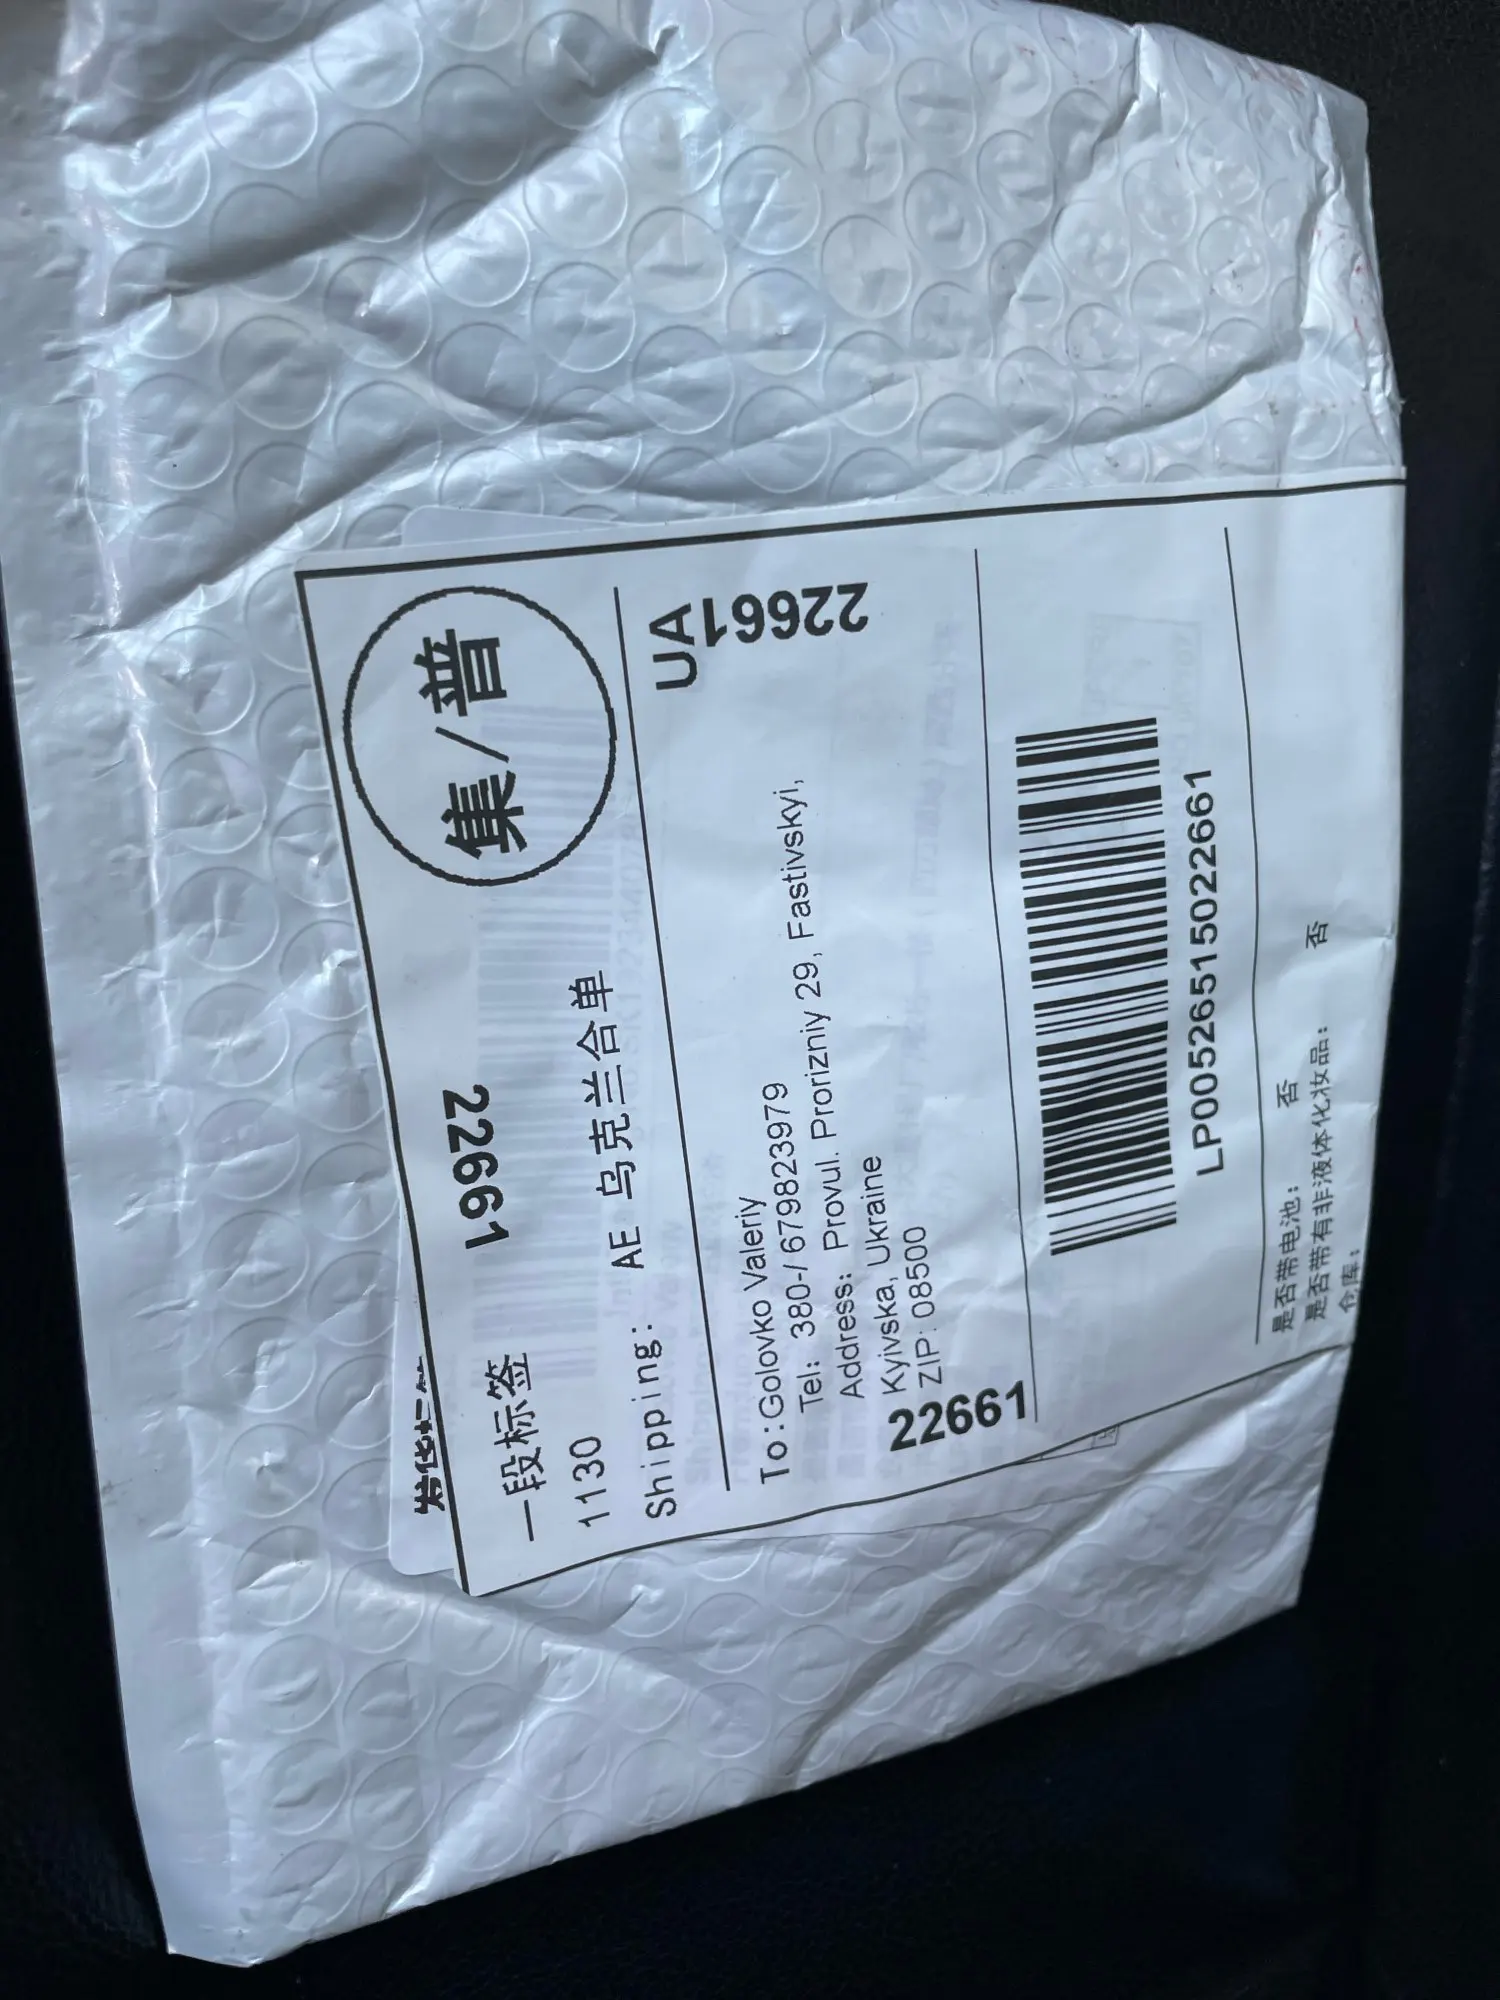 集/普
22661
一段标签
1130
Shipping: AE 乌克兰合单
UA
22661
To:Golovko Valeriy
Tel: 380-/ 679823979
Address: Provul. Prorizniy 29, Fastivskyi,
Kyivska, Ukraine
ZIP: 08500
22661
LP00526515022661
是否带电池: 否
是否带有非液体化妆品: 否
仓库: